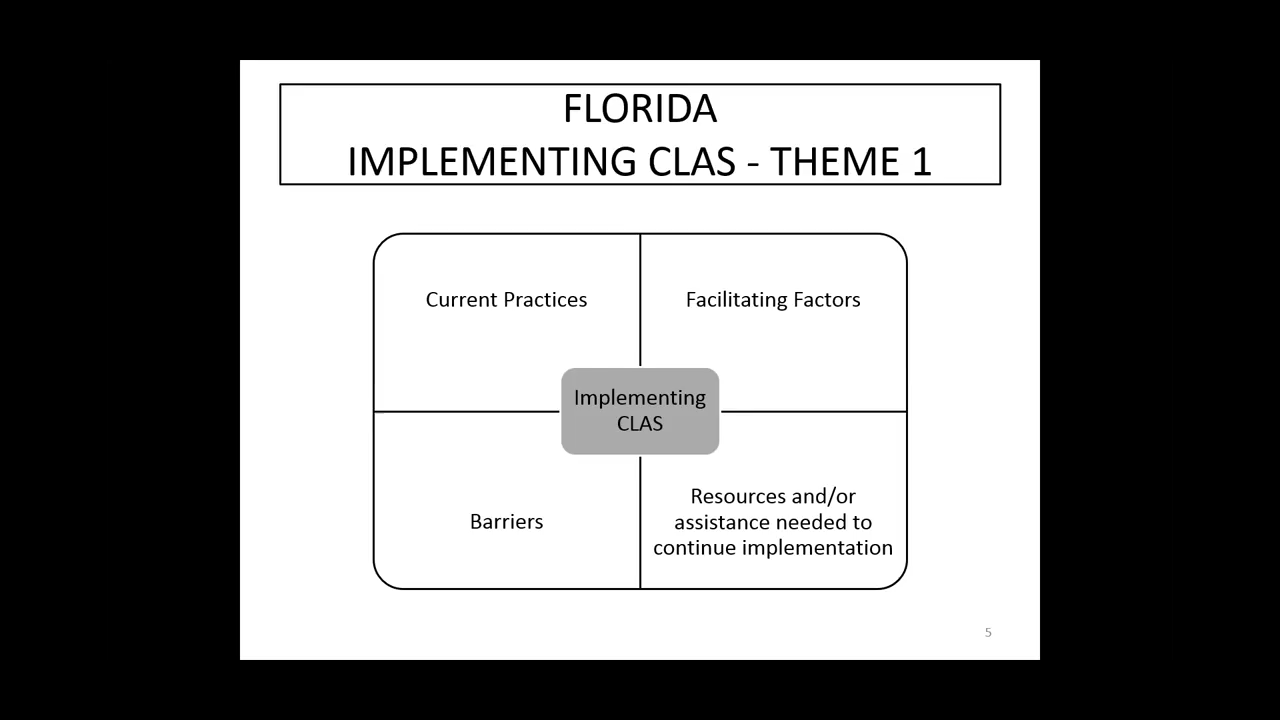 FLORIDA
IMPLEMENTING CLAS - THEME 1
Current Practices
Facilitating Factors
Implementing
CLAS
Barriers
Resources and/or
assistance needed to
continue implementation
5